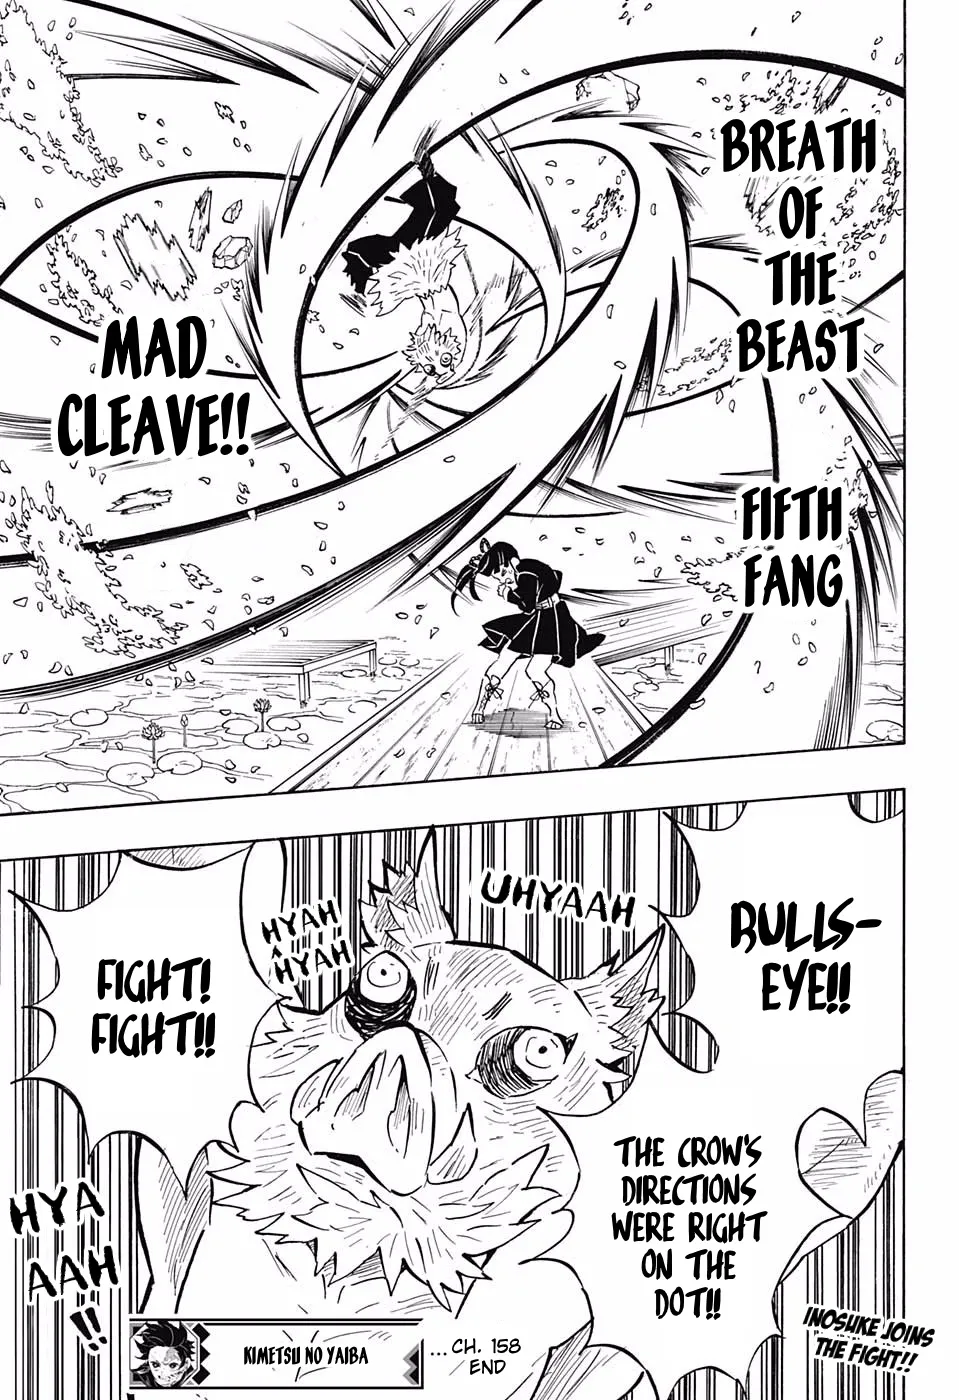 BREATH
OF
THE
BEAST
FIFTH
FANG
MAD
CLEAVE!!
BULLS-
EYE!!
UHYAAH
HYAH
HYAH
FIGHT!
FIGHT!!
THE CROW'S
DIRECTIONS
WERE RIGHT
ON THE
DOT!!
HYA
AAH
!!
INOSUKE JOINS
THE FIGHT!!
KIMETSU NO YAIBA
... CH. 158
END